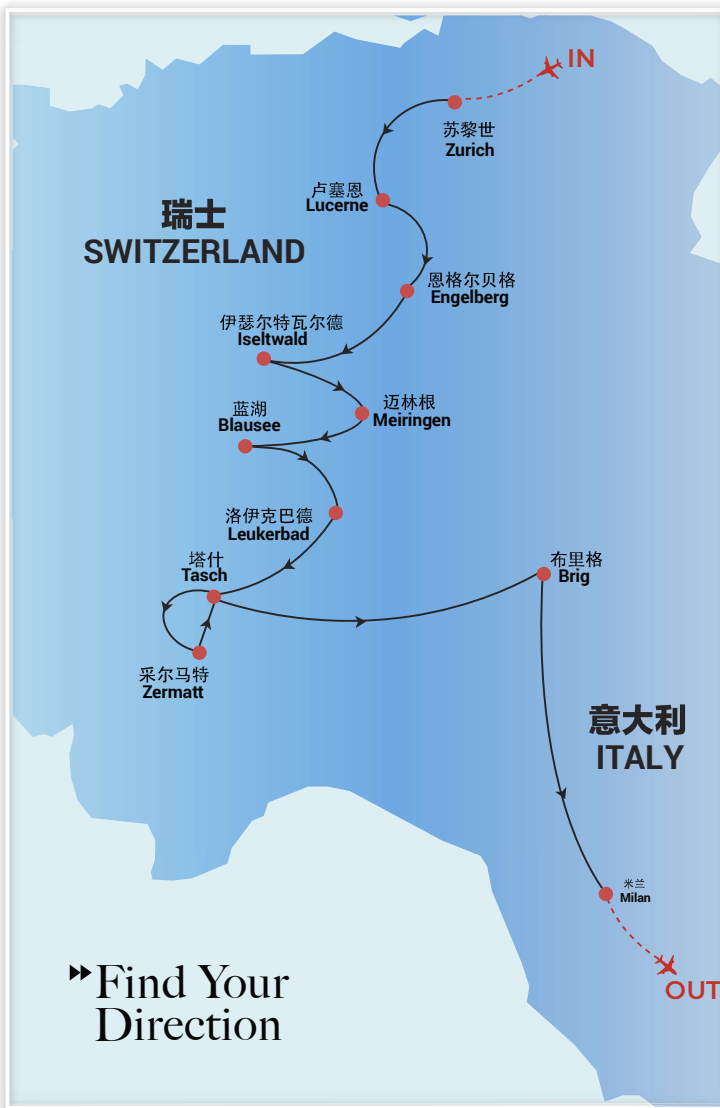 IN
苏黎世
Zurich
卢塞恩
Lucerne
瑞士
SWITZERLAND
恩格尔贝格
Engelberg
伊瑟尔特瓦尔德
Iseltwald
蓝湖
Blausee
迈林根
Meiringen
洛伊克巴德
Leukerbad
塔什
Tasch
布里格
Brig
采尔马特
Zermatt
意大利
ITALY
米兰
Milan
Find Your
Direction
OUT